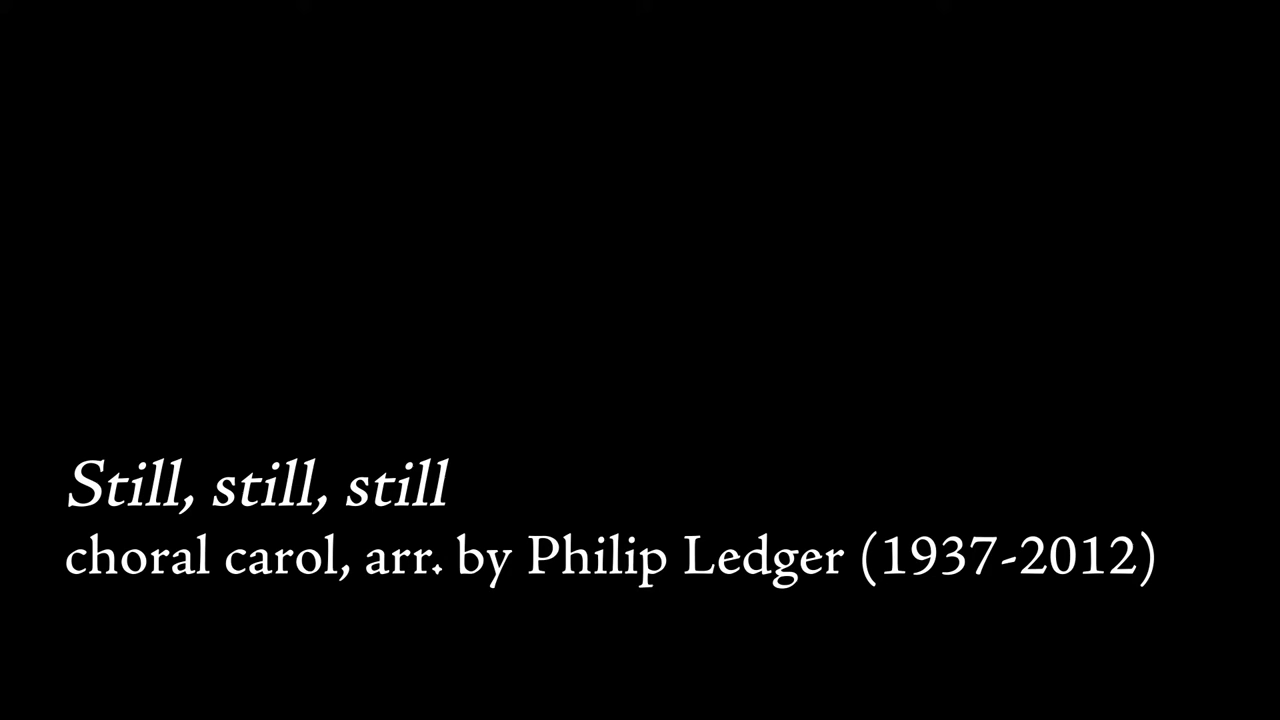 Still, still, still
choral carol, arr. by Philip Ledger (1937-2012)